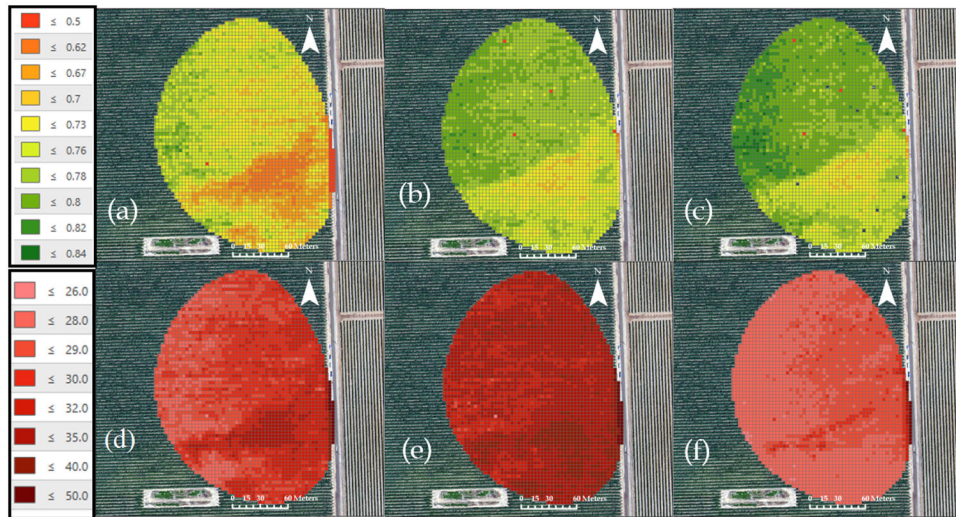 ≤ 0.5
≤ 0.62
≤ 0.67
≤ 0.7
≤ 0.73
≤ 0.76
≤ 0.78
≤ 0.8
≤ 0.82
≤ 0.84
N
(a)
0 15 30 60 Meters
N
(b)
0 15 30 60 Meters
N
(c)
0 15 30 60 Meters
≤ 26.0
≤ 28.0
≤ 29.0
≤ 30.0
≤ 32.0
≤ 35.0
≤ 40.0
≤ 50.0
N
(d)
0 15 30 60 Meters
N
(e)
0 15 30 60 Meters
N
(f)
0 15 30 60 Meters